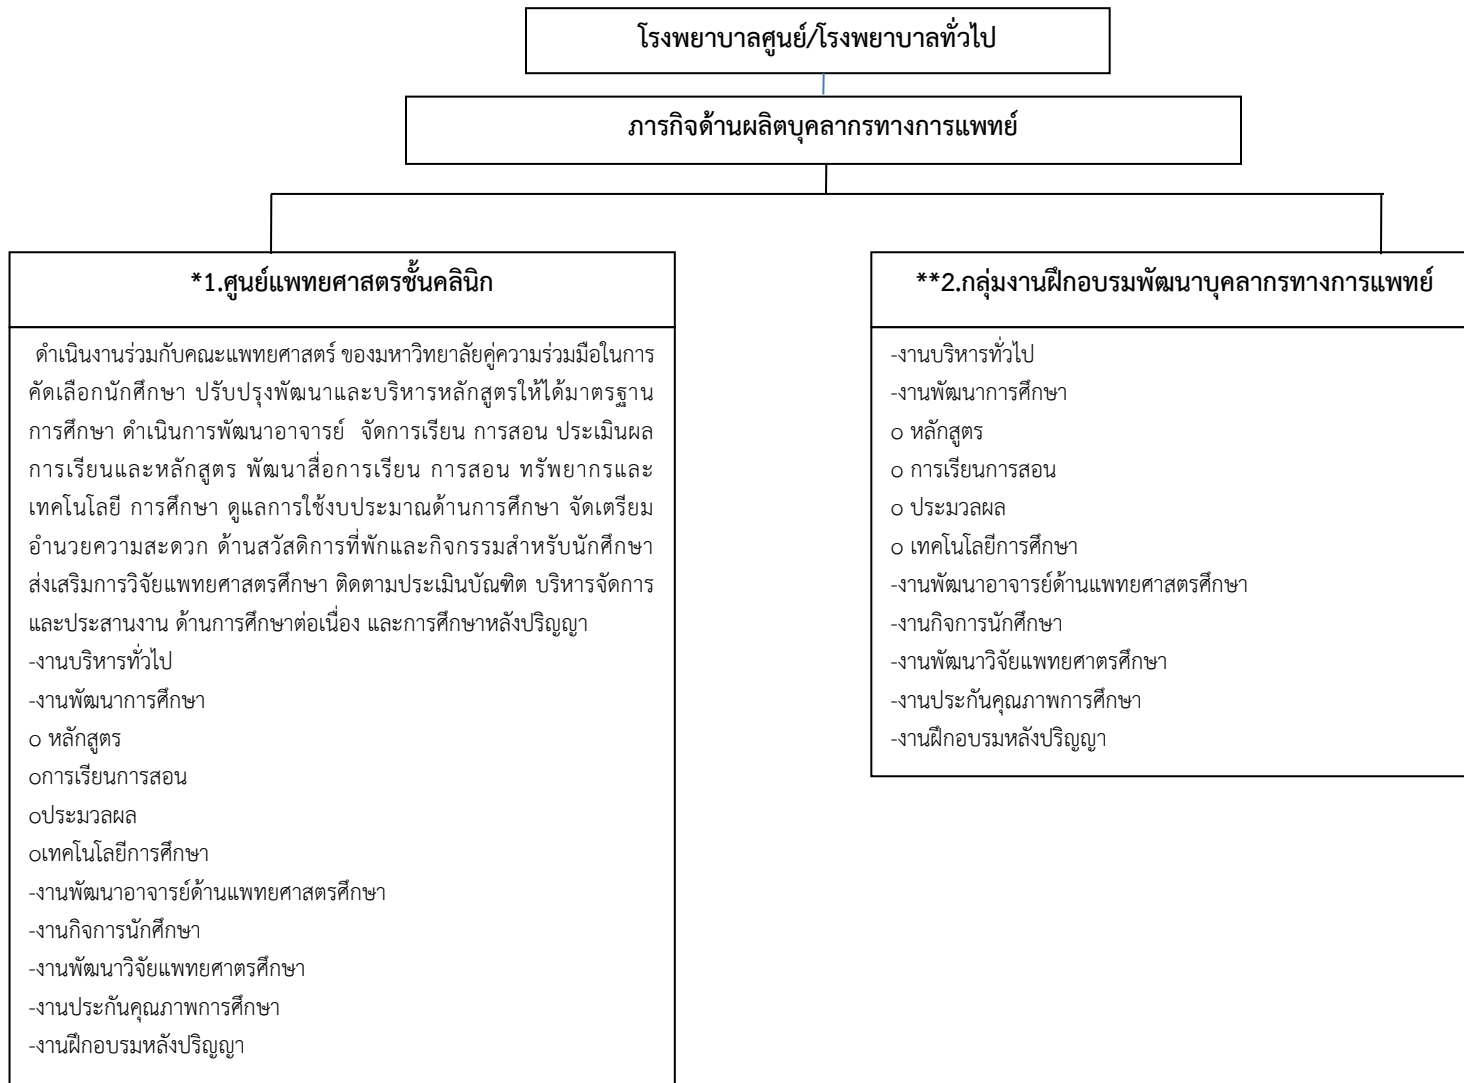 โรงพยาบาลศูนย์/โรงพยาบาลทั่วไป
ภารกิจด้านผลิตบุคลากรทางการแพทย์
*1.ศูนย์แพทยศาสตรชั้นคลินิก
ดำเนินงานร่วมกับคณะแพทยศาสตร์ ของมหาวิทยาลัยคู่ความร่วมมือในการ
คัดเลือกนักศึกษา ปรับปรุงพัฒนาและบริหารหลักสูตรให้ได้มาตรฐาน
การศึกษา ดำเนินการพัฒนาอาจารย์ จัดการเรียน การสอน ประเมินผล
การเรียนและหลักสูตร พัฒนาสื่อการเรียน การสอน ทรัพยากรและ
เทคโนโลยี การศึกษา ดูแลการใช้งบประมาณด้านการศึกษา จัดเตรียม
อำนวยความสะดวก ด้านสวัสดิการที่พักและกิจกรรมสำหรับนักศึกษา
ส่งเสริมการวิจัยแพทยศาสตรศึกษา ติดตามประเมินบัณฑิต บริหารจัดการ
และประสานงาน ด้านการศึกษาต่อเนื่อง และการศึกษาหลังปริญญา
-งานบริหารทั่วไป
-งานพัฒนาการศึกษา
o หลักสูตร
oการเรียนการสอน
oประมวลผล
oเทคโนโลยีการศึกษา
-งานพัฒนาอาจารย์ด้านแพทยศาสตรศึกษา
-งานกิจการนักศึกษา
-งานพัฒนาวิจัยแพทยศาตรศึกษา
-งานประกันคุณภาพการศึกษา
-งานฝึกอบรมหลังปริญญา
**2.กลุ่มงานฝึกอบรมพัฒนาบุคลากรทางการแพทย์
-งานบริหารทั่วไป
-งานพัฒนาการศึกษา
o หลักสูตร
o การเรียนการสอน
o ประมวลผล
o เทคโนโลยีการศึกษา
-งานพัฒนาอาจารย์ด้านแพทยศาสตรศึกษา
-งานกิจการนักศึกษา
-งานพัฒนาวิจัยแพทยศาตรศึกษา
-งานประกันคุณภาพการศึกษา
-งานฝึกอบรมหลังปริญญา